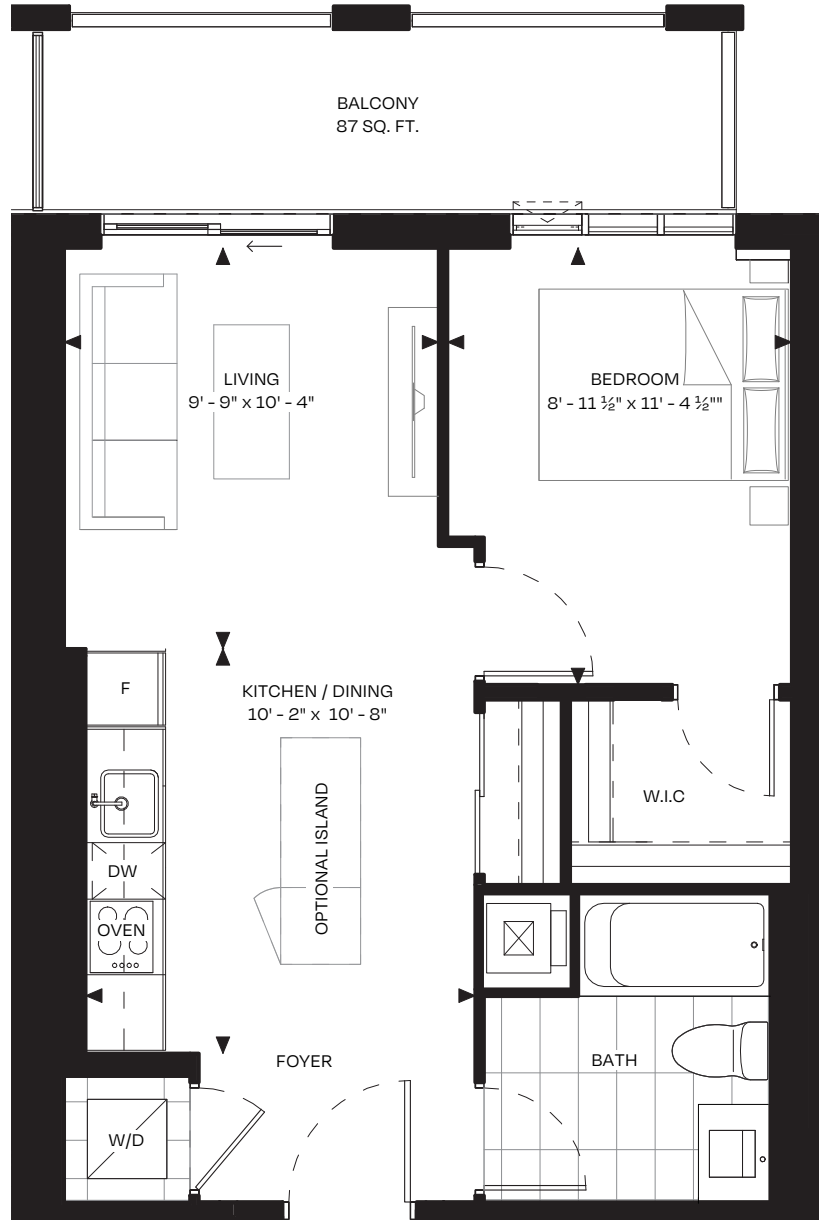 BALCONY
87 SQ. FT.
LIVING
9' - 9" x 10' - 4"
BEDROOM
8' - 11 ½" x 11' - 4 ½""
F
KITCHEN / DINING
10' - 2" x 10' - 8"
W.I.C
OPTIONAL ISLAND
DW
OVEN
FOYER
BATH
W/D